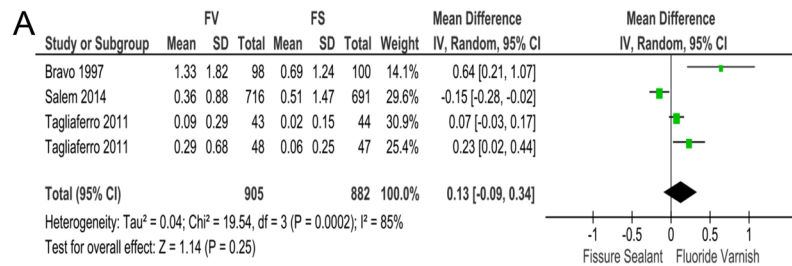 A
FV FS Mean Difference Mean Difference
Study or Subgroup Mean SD Total Mean SD Total Weight IV, Random, 95% CI IV, Random, 95% CI
Bravo 1997 1.33 1.82 98 0.69 1.24 100 14.1% 0.64 [0.21, 1.07]
Salem 2014 0.36 0.88 716 0.51 1.47 691 29.6% -0.15 [-0.28, -0.02]
Tagliaferro 2011 0.09 0.29 43 0.02 0.15 44 30.9% 0.07 [-0.03, 0.17]
Tagliaferro 2011 0.29 0.68 48 0.06 0.25 47 25.4% 0.23 [0.02, 0.44]
Total (95% CI) 905 882 100.0% 0.13 [-0.09, 0.34]
Heterogeneity: Tau² = 0.04; Chi² = 19.54, df = 3 (P = 0.0002); I² = 85%
Test for overall effect: Z = 1.14 (P = 0.25)
-1 -0.5 0 0.5 1
Fissure Sealant Fluoride Varnish